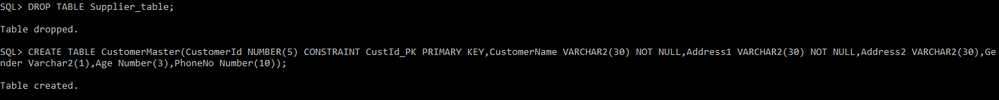 SQL> DROP TABLE Supplier_table;
Table dropped.
SQL> CREATE TABLE CustomerMaster(CustomerId NUMBER(5) CONSTRAINT CustId_PK PRIMARY KEY,CustomerName VARCHAR2(30) NOT NULL,Address1 VARCHAR2(30) NOT NULL,Address2 VARCHAR2(30),Ge
nder Varchar2(1),Age Number(3),PhoneNo Number(10));
Table created.